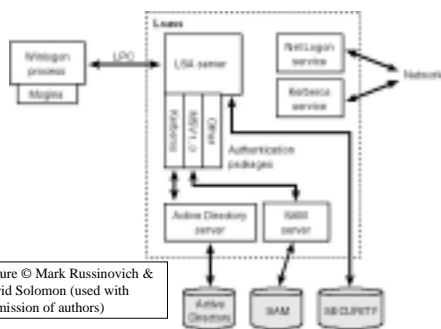 Lsass
Winlogon
process
Msgina
LPC
LSA server
Net Logon
service
Kerberos
service
Network
Kerberos
MSV1_0
Other
Authentication
packages
Active Directory
server
SAM
server
ure © Mark Russinovich &
rid Solomon (used with
mission of authors)
Active
Directory
SAM
SECURITY